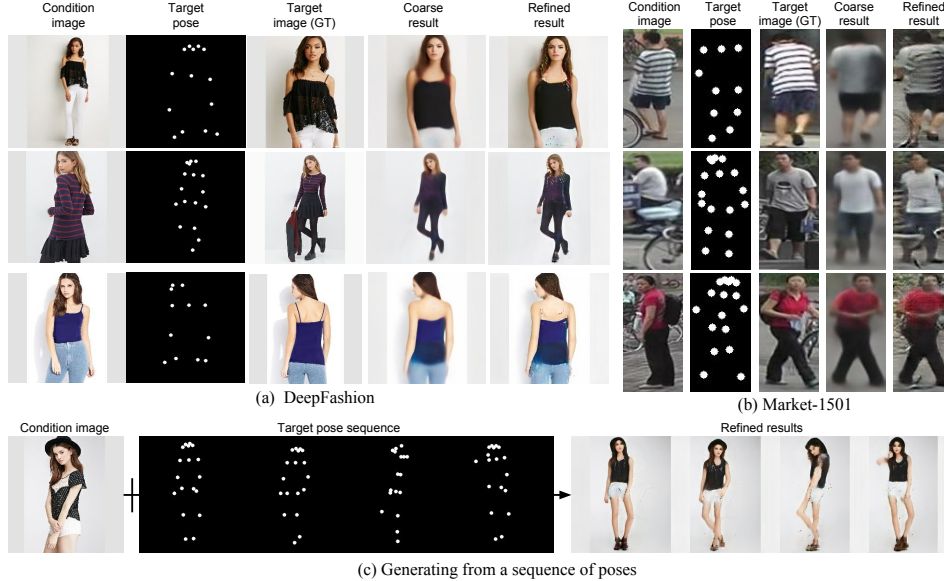 Condition image
Target pose
Target image (GT)
Coarse result
Refined result
Condition image
Target pose
Target image (GT)
Coarse result
Refined result
(a) DeepFashion
(b) Market-1501
Condition image
Target pose sequence
Refined results
(c) Generating from a sequence of poses